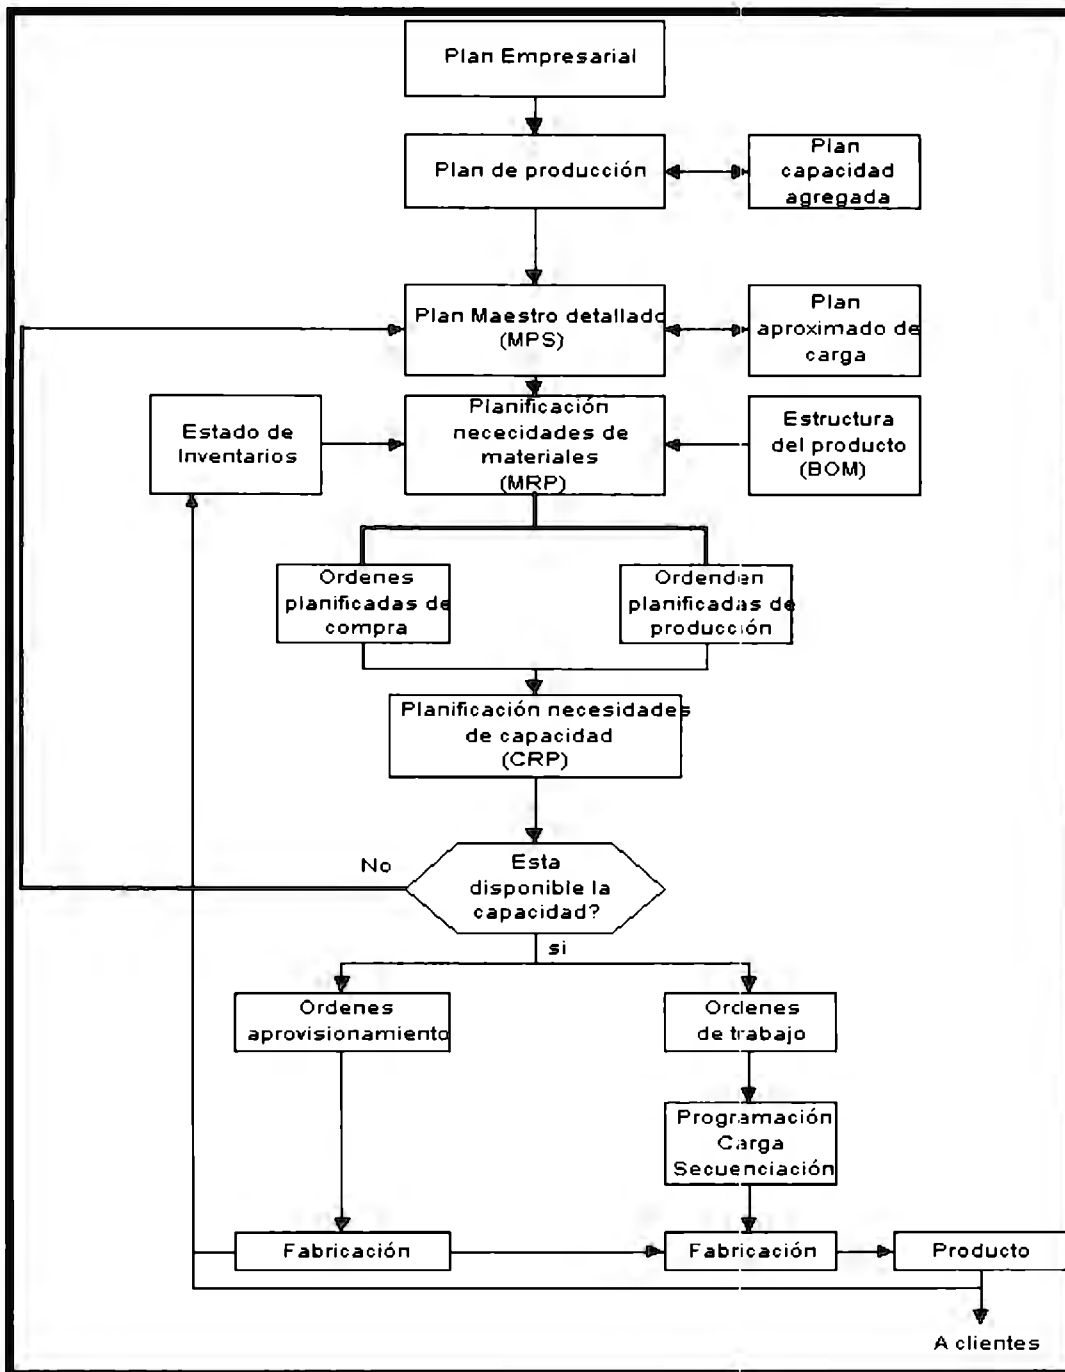 Plan Empresarial
Plan de producción
Plan
capacidad
agregada
Plan Maestro detallado
(MPS)
Plan
aproximado de
carga
Estado de
Inventarios
Planificación
nececidades de
materiales
(MRP)
Estructura
del producto
(BOM)
Ordenes
planificadas de
compra
Ordenden
planificadas de
producción
Planificación necesidades
de capacidad
(CRP)
No
Esta
disponible la
capacidad?
si
Ordenes
aprovisionamiento
Ordenes
de trabajo
Programación
Carga
Secuenciación
Fabricación
Fabricación
Producto
A clientes